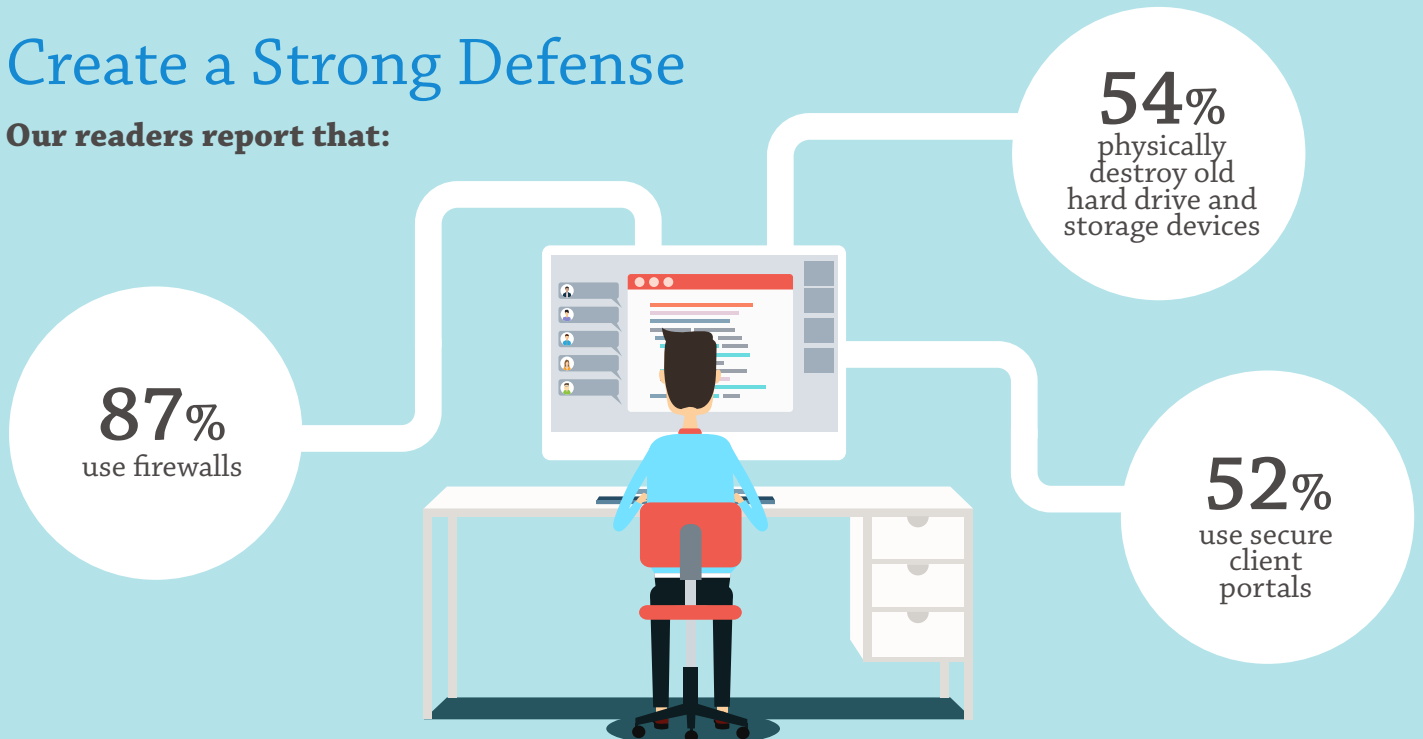 Create a Strong Defense
Our readers report that:
54%
physically
destroy old
hard drive and
storage devices
87%
use firewalls
52%
use secure
client
portals